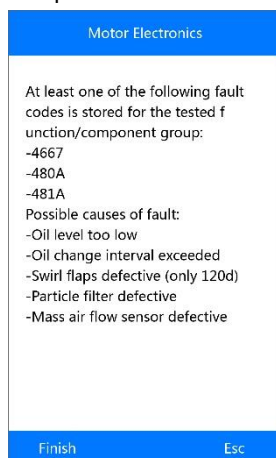 Motor Electronics
At least one of the following fault
codes is stored for the tested f
unction/component group:
-4667
-480A
-481A
Possible causes of fault:
-Oil level too low
-Oil change interval exceeded
-Swirl flaps defective (only 120d)
-Particle filter defective
-Mass air flow sensor defective
Finish Esc